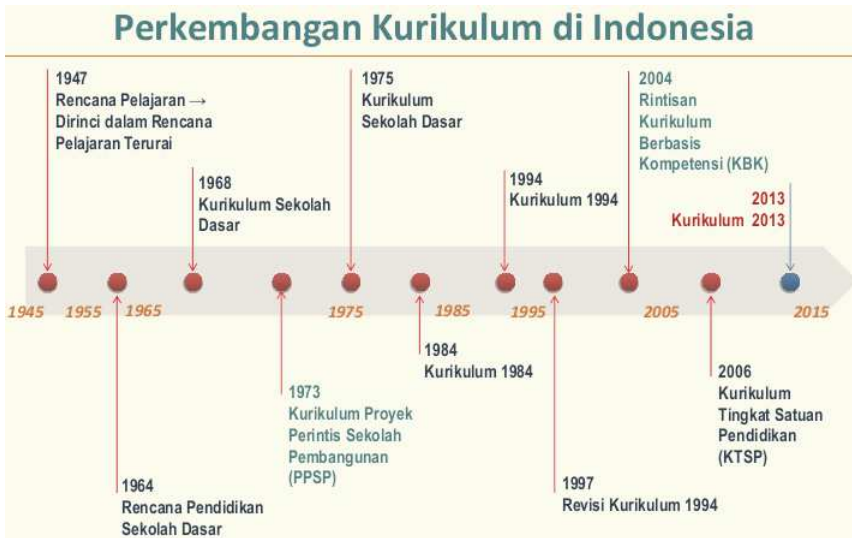 Perkembangan Kurikulum di Indonesia
1947
Rencana Pelajaran →
Dirinci dalam Rencana
Pelajaran Terurai
1968
Kurikulum Sekolah
Dasar
1975
Kurikulum
Sekolah Dasar
1994
Kurikulum 1994
2004
Rintisan
Kurikulum
Berbasis
Kompetensi (KBK)
2013
Kurikulum 2013
1945
1955
1965
1975
1985
1995
2005
2015
1964
Rencana Pendidikan
Sekolah Dasar
1973
Kurikulum Proyek
Perintis Sekolah
Pembangunan
(PPSP)
1984
Kurikulum 1984
1997
Revisi Kurikulum 1994
2006
Kurikulum
Tingkat Satuan
Pendidikan
(KTSP)